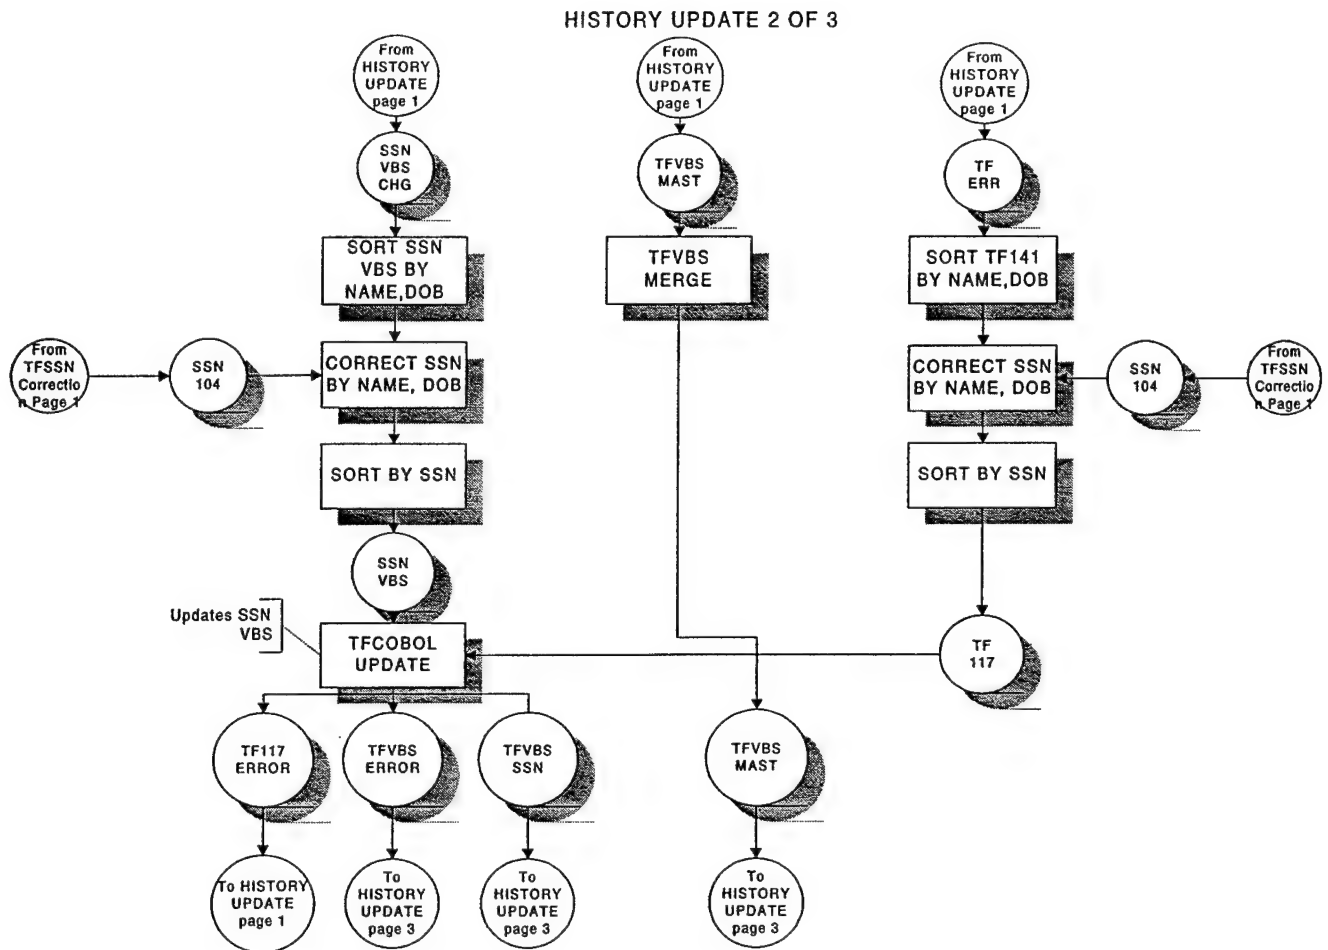 HISTORY UPDATE 2 OF 3
From
HISTORY
UPDATE
page 1
From
HISTORY
UPDATE
page 1
From
HISTORY
UPDATE
page 1
SSN
VBS
CHG
TFVBS
MAST
TF
ERR
SORT SSN
VBS BY
NAME,DOB
TFVBS
MERGE
SORT TF141
BY NAME,DOB
From
TFSSN
Correctio
n Page 1
SSN
104
CORRECT SSN
BY NAME, DOB
CORRECT SSN
BY NAME, DOB
SSN
104
From
TFSSN
Correctio
n Page 1
SORT BY SSN
SORT BY SSN
SSN
VBS
Updates SSN
VBS
TFCOBOL
UPDATE
TF
117
TF117
ERROR
TFVBS
ERROR
TFVBS
SSN
TFVBS
MAST
To HISTORY
UPDATE
page 1
To
HISTORY
UPDATE
page 3
To
HISTORY
UPDATE
page 3
To
HISTORY
UPDATE
page 3